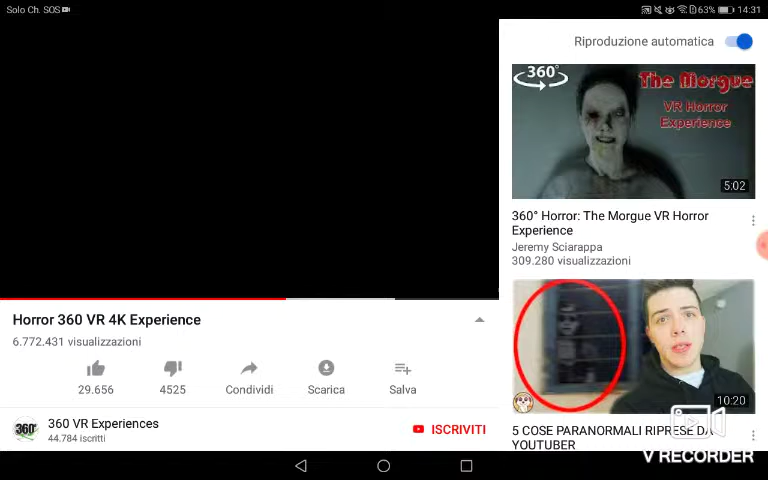 Solo Ch. SOS
63% 14:31
Riproduzione automatica
360°
The Morgue
VR Horror
Experience
5:02
360° Horror: The Morgue VR Horror
Experience
Jeremy Sciarappa
309.280 visualizzazioni
10:20
5 COSE PARANORMALI RIPRESE DA
YOUTUBER
Horror 360 VR 4K Experience
6.772.431 visualizzazioni
29.656
4525
Condividi
Scarica
Salva
360°
360 VR Experiences
44.784 iscritti
ISCRIVITI
V RECORDER